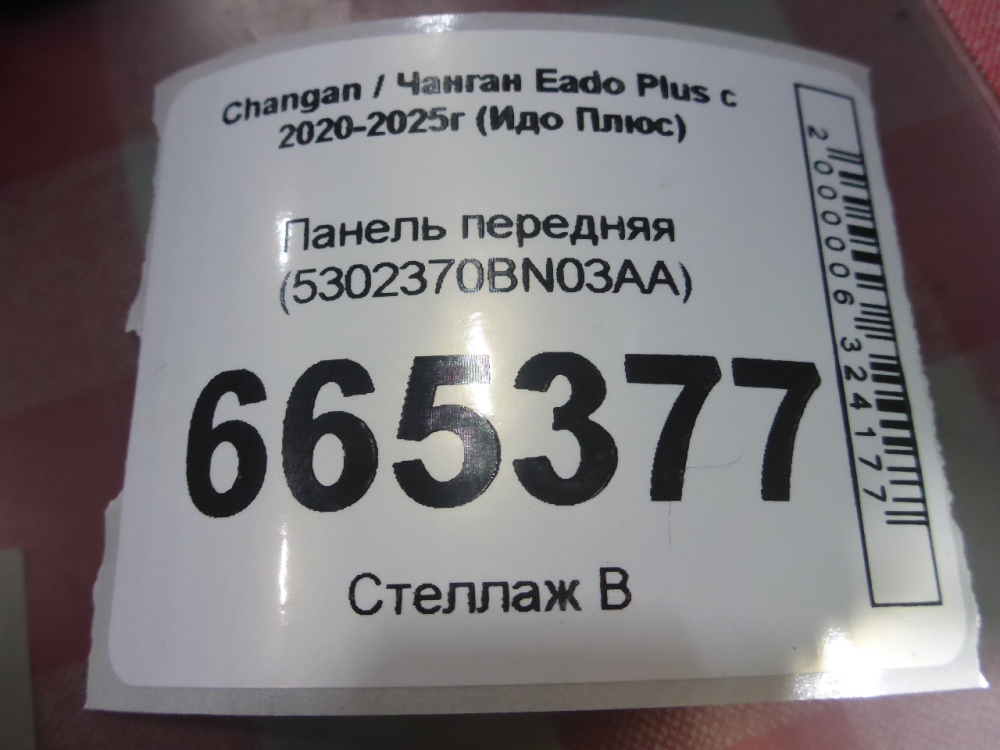 Changan / Чанган Eado Plus с
2020-2025г (Идо Плюс)
Панель передняя
(5302370BN03AA)
665377
Стеллаж В
2000006324177